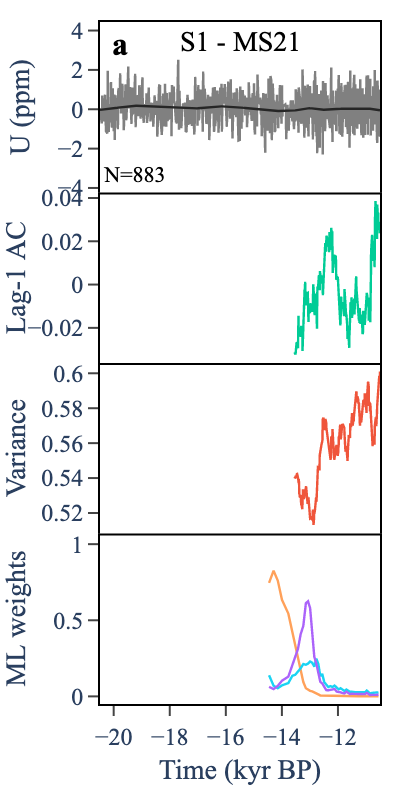 a
S1 - MS21
U (ppm)
4
2
0
−2
−4
N=883
Lag-1 AC
0.04
0.02
0
−0.02
Variance
0.6
0.58
0.56
0.54
0.52
ML weights
1
0.5
0
−20 −18 −16 −14 −12
Time (kyr BP)